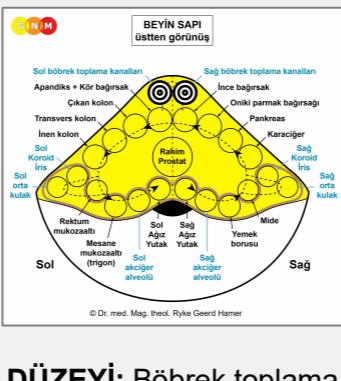 GNM
BEYİN SAPI
üstten görünüş
Sol böbrek toplama kanalları
Sağ böbrek toplama kanalları
Apandiks + Kör bağırsak
İnce bağırsak
Çıkan kolon
Oniki parmak bağırsağı
Transvers kolon
Pankreas
İnen kolon
Karaciğer
Sol
Koroid
İris
Sağ
Koroid
İris
Rahim
Prostat
Sol
orta
kulak
Sağ
orta
kulak
Rektum
mukozaaltı
Mesane
mukozaaltı
(trigon)
Sol
akciğer
alveolü
Sol
Ağız
Yutak
Sağ
Ağız
Yutak
Sağ
akciğer
alveolü
Yemek
borusu
Mide
Sol
Sağ
© Dr. med. Mag. theol. Ryke Geerd Hamer
DÜZEYİ: Böbrek toplama